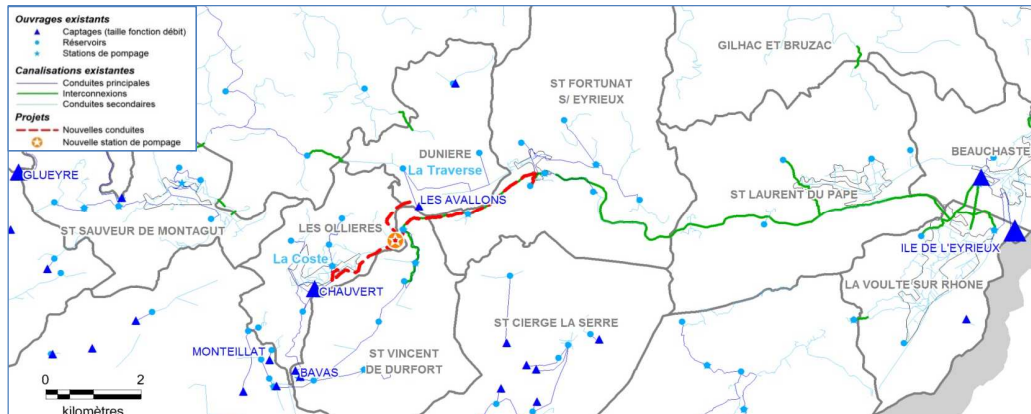 Ouvrages existants
Captages (taille fonction débit)
Réservoirs
Stations de pompage
Canalisations existantes
Conduites principales
Interconnexions
Conduites secondaires
Projets
Nouvelles conduites
Nouvelle station de pompage
GILHAC ET BRUZAC
ST FORTUNAT
S/ EYRIEUX
DUNIERE
La Traverse
BEAUCHASTE
GLUEYRE
LES AVALLONS
ST LAURENT DU PAPE
ST SAUVEUR DE MONTAGUT
LES OLLIERES
ILE DE L'EYRIEUX
La Coste
CHAUVERT
LA VOULTE SUR RHÔNE
ST CIERGE LA SERRE
MONTEILLAT
ST VINCENT
DE DURFORT
BAVAS
0 2
kilomètres